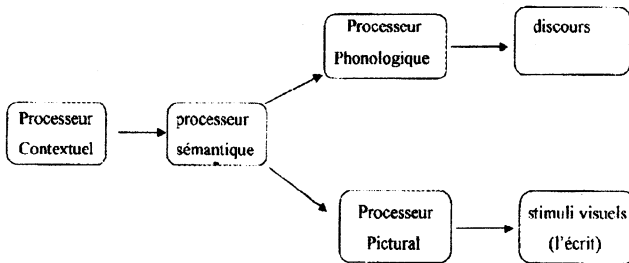 Processeur
Phonologique
discours
Processeur
Contextuel
processeur
sémantique
Processeur
Pictural
stimuli visuels
(l'écrit)